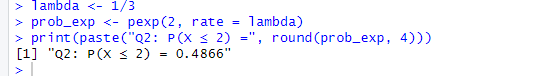 > lambda <- 1/3
> prob_exp <- pexp(2, rate = lambda)
> print(paste("Q2: P(X ≤ 2) =", round(prob_exp, 4)))
[1] "Q2: P(X ≤ 2) = 0.4866"
>